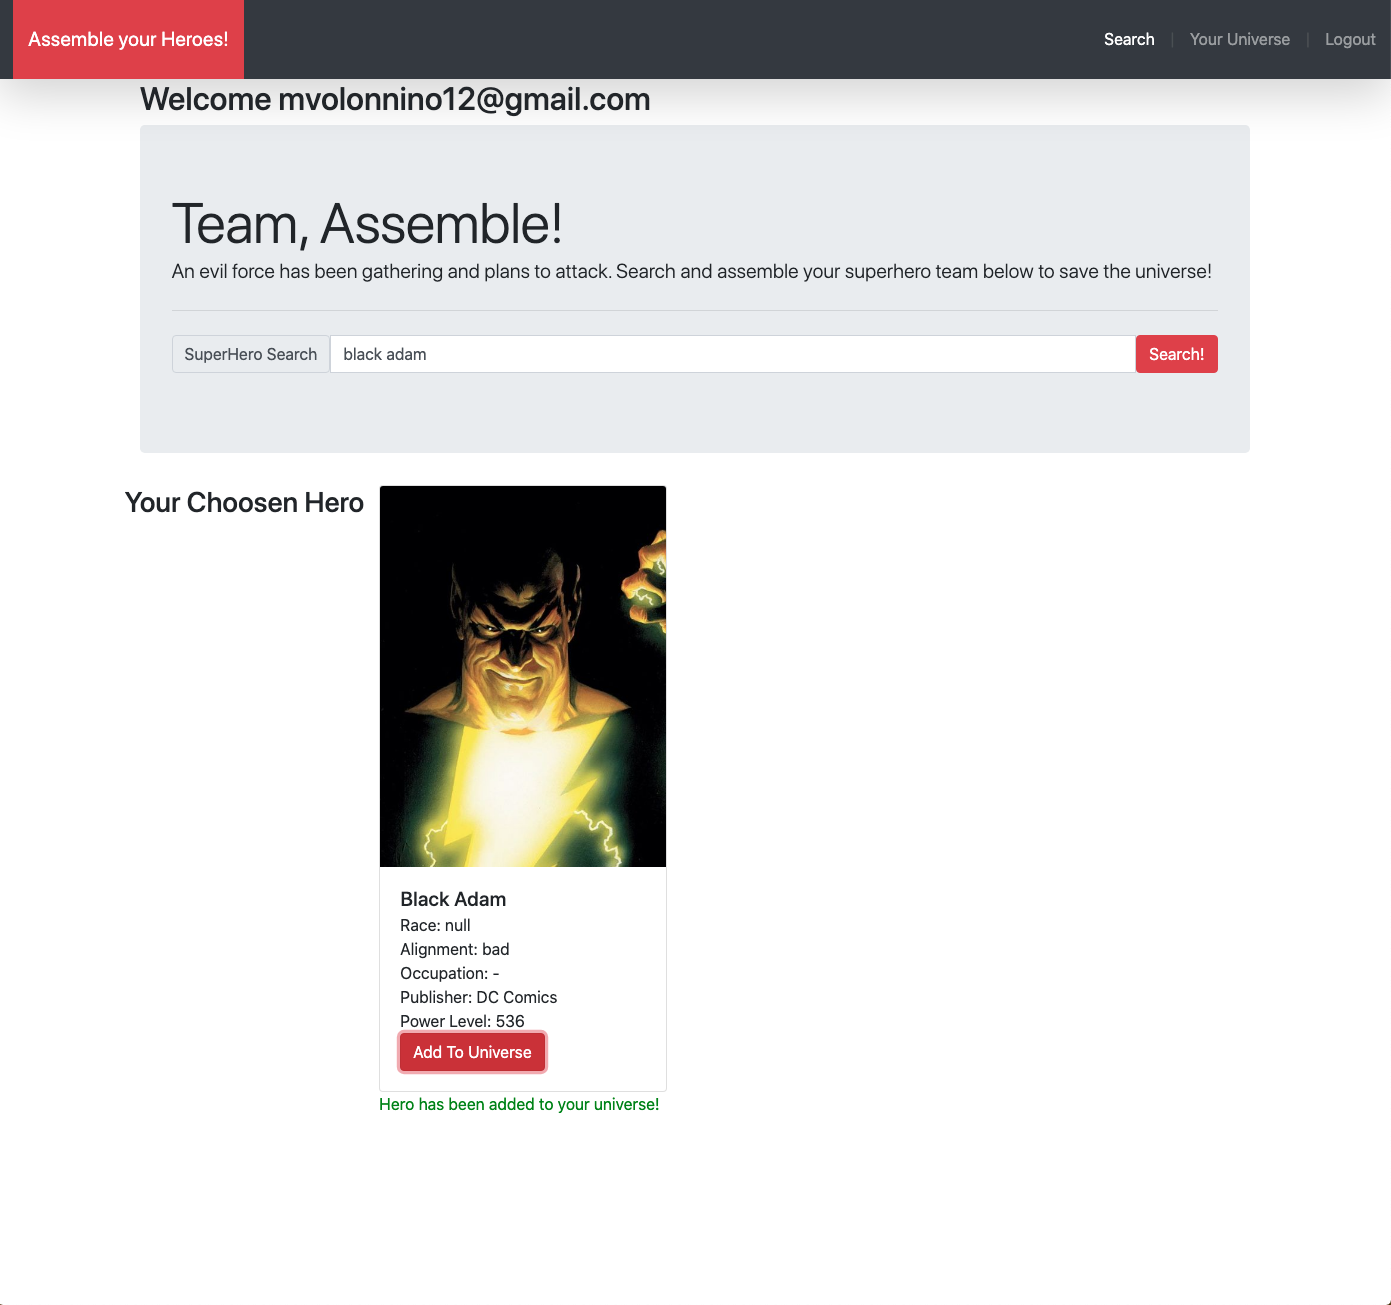 Assemble your Heroes!
Search | Your Universe | Logout
Welcome mvolonnino12@gmail.com
Team, Assemble!
An evil force has been gathering and plans to attack. Search and assemble your superhero team below to save the universe!
SuperHero Search black adam Search!
Your Choosen Hero
Black Adam
Race: null
Alignment: bad
Occupation: -
Publisher: DC Comics
Power Level: 536
Add To Universe
Hero has been added to your universe!